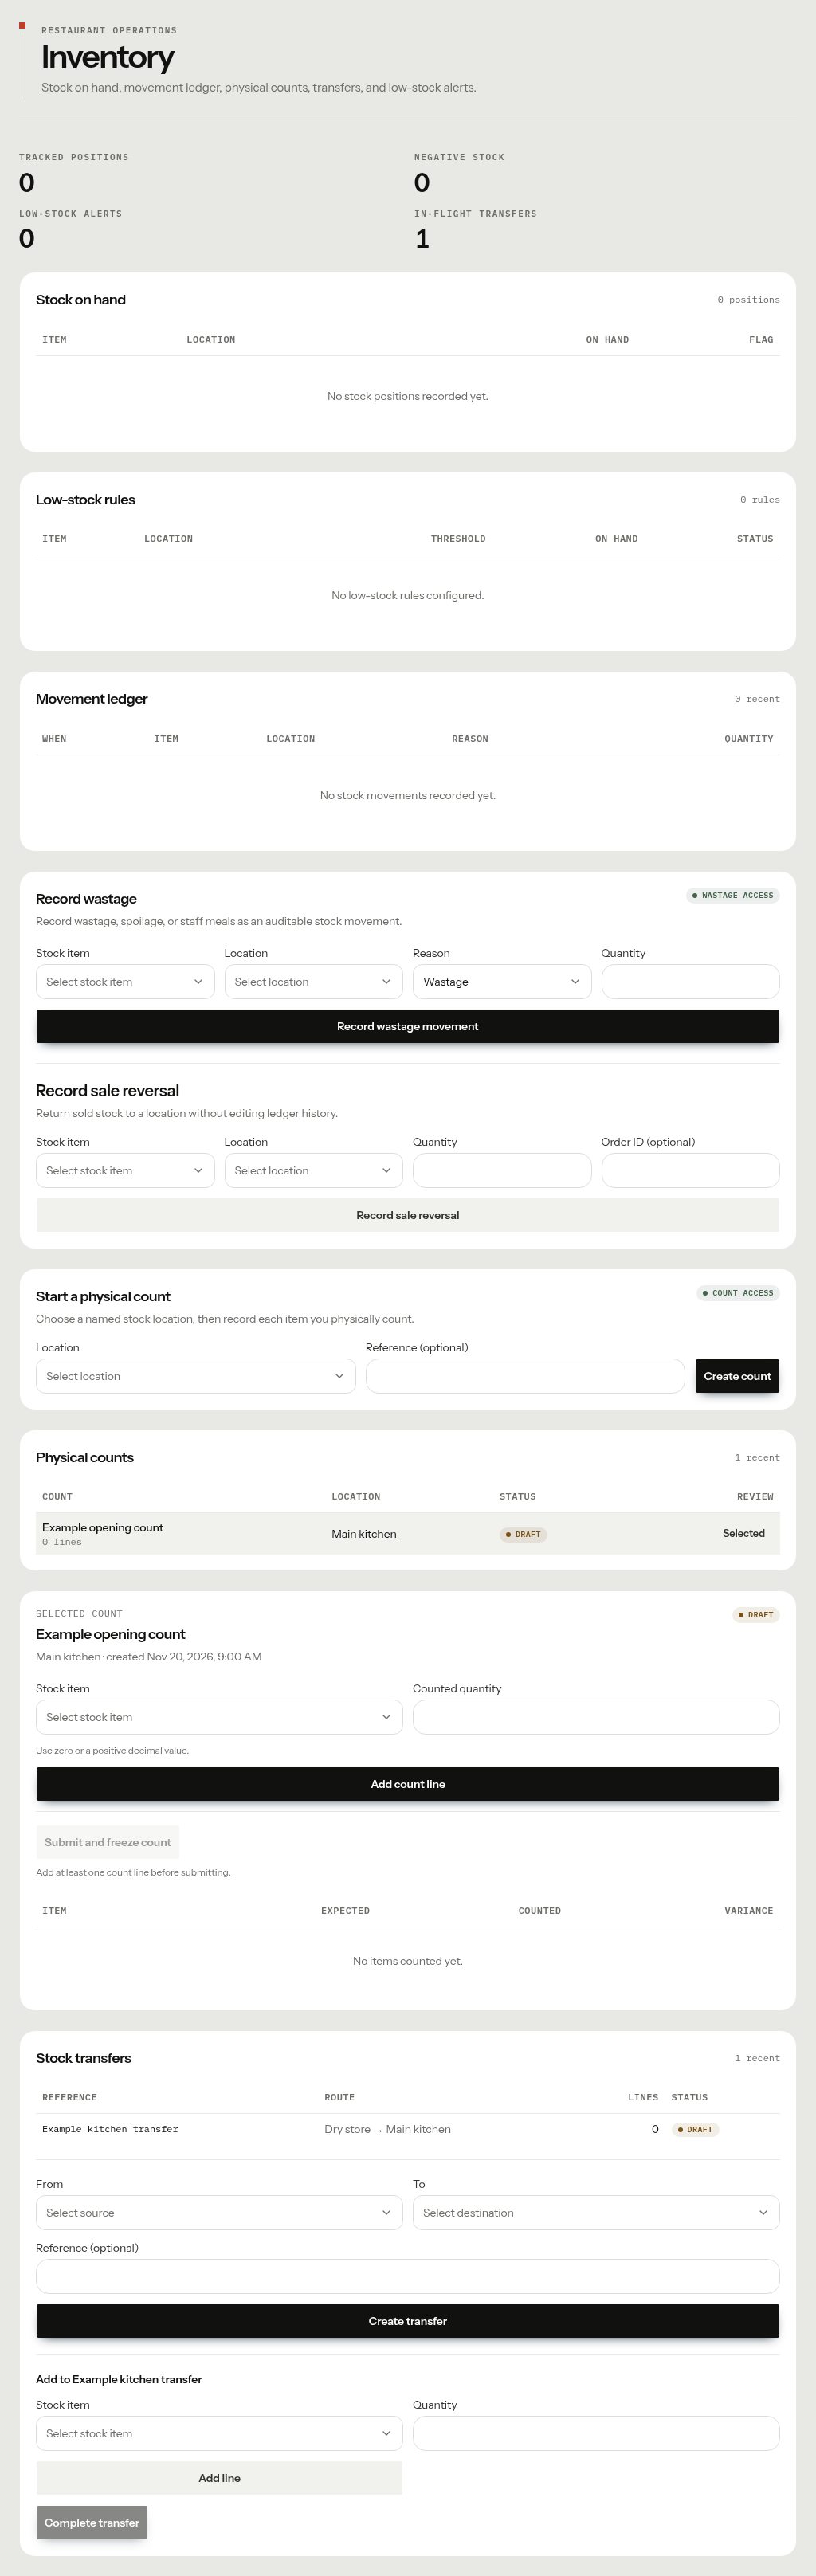 RESTAURANT OPERATIONS
Inventory
Stock on hand, movement ledger, physical counts, transfers, and low-stock alerts.
TRACKED POSITIONS
0
NEGATIVE STOCK
0
LOW-STOCK ALERTS
0
IN-FLIGHT TRANSFERS
1
Stock on hand
0 positions
ITEM LOCATION ON HAND FLAG
No stock positions recorded yet.
Low-stock rules
0 rules
ITEM LOCATION THRESHOLD ON HAND STATUS
No low-stock rules configured.
Movement ledger
0 recent
WHEN ITEM LOCATION REASON QUANTITY
No stock movements recorded yet.
Record wastage
WASTAGE ACCESS
Record wastage, spoilage, or staff meals as an auditable stock movement.
Stock item Location Reason Quantity
Select stock item Select location Wastage
Record wastage movement
Record sale reversal
Return sold stock to a location without editing ledger history.
Stock item Location Quantity Order ID (optional)
Select stock item Select location
Record sale reversal
Start a physical count
COUNT ACCESS
Choose a named stock location, then record each item you physically count.
Location Reference (optional)
Select location Create count
Physical counts
1 recent
COUNT LOCATION STATUS REVIEW
Example opening count Main kitchen DRAFT Selected
0 lines
SELECTED COUNT
DRAFT
Example opening count
Main kitchen · created Nov 20, 2026, 9:00 AM
Stock item Counted quantity
Select stock item
Use zero or a positive decimal value.
Add count line
Submit and freeze count
Add at least one count line before submitting.
ITEM EXPECTED COUNTED VARIANCE
No items counted yet.
Stock transfers
1 recent
REFERENCE ROUTE LINES STATUS
Example kitchen transfer Dry store → Main kitchen 0 DRAFT
From To
Select source Select destination
Reference (optional)
Create transfer
Add to Example kitchen transfer
Stock item Quantity
Select stock item
Add line
Complete transfer